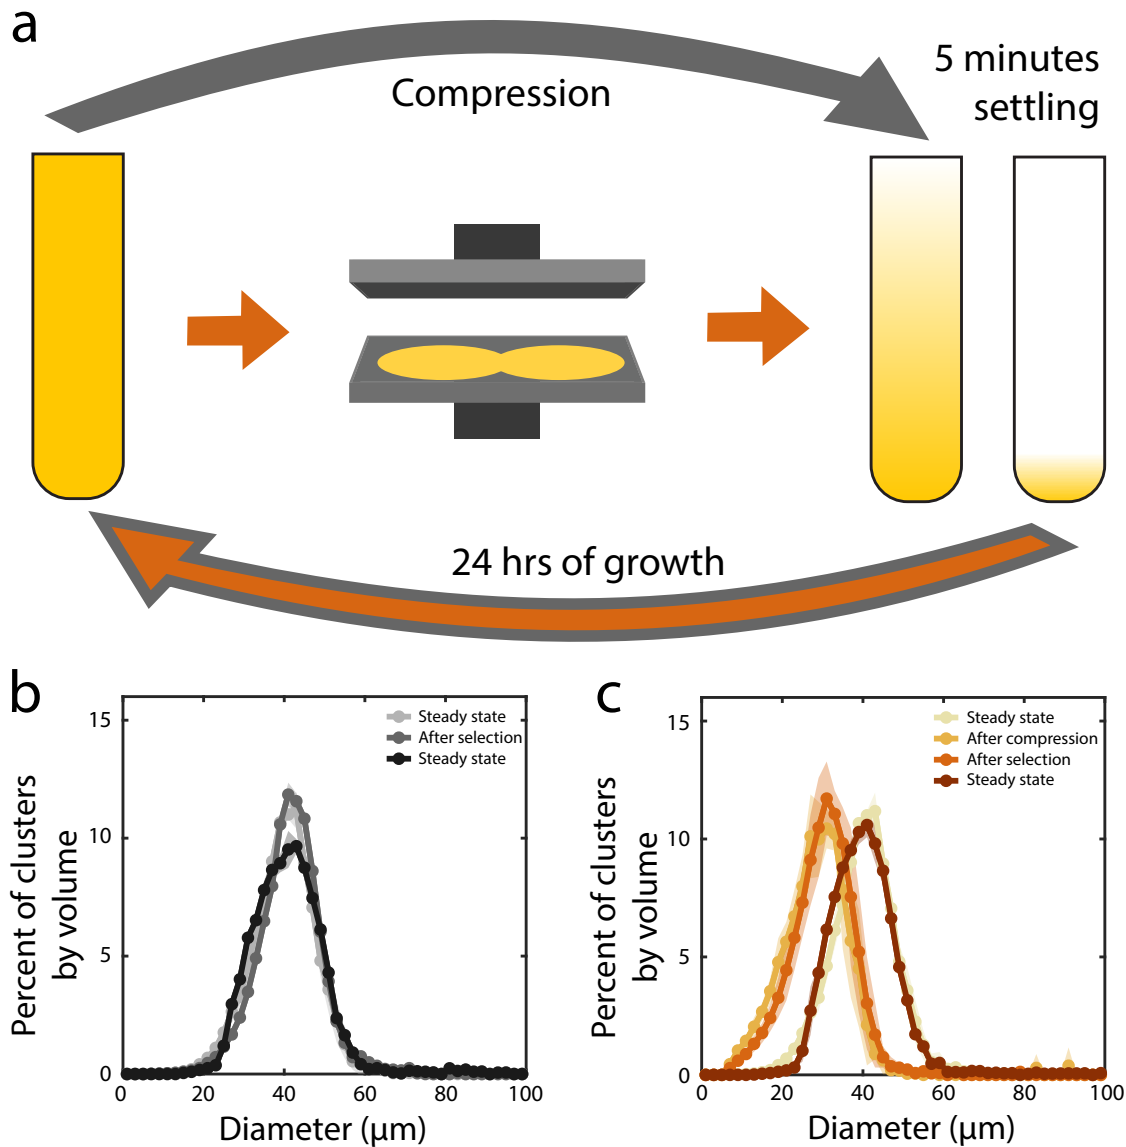 a
Compression
5 minutes
settling
24 hrs of growth
b
Percent of clusters
by volume
15
10
5
0
Steady state
After selection
Steady state
0 20 40 60 80 100
Diameter (μm)
c
Percent of clusters
by volume
15
10
5
0
Steady state
After compression
After selection
Steady state
0 20 40 60 80 100
Diameter (μm)